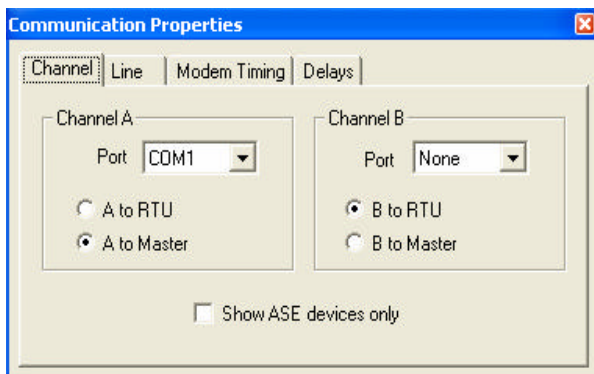 Communication Properties
Channel Line Modem Timing Delays
Channel A
Port COM1
A to RTU
A to Master
Channel B
Port None
B to RTU
B to Master
Show ASE devices only